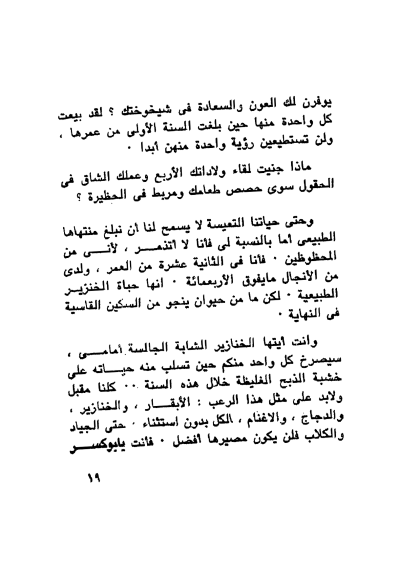 يوفرن لك العون والسعادة فى شيخوختك ؟ لقد بيعت
كل واحدة منها حين بلغت السنة الأولى من عمرها ،
ولن تستطيعين رؤية واحدة منهن أبدا ٠
ماذا جنيت لقاء ولاداتك الأربع وعملك الشاق فى
الحقول سوى حصص طعامك ومربط فى الحظيرة ؟
وحتى حياتنا التعيسة لا يسمح لنا أن نبلغ منتهاها
الطبيعى أما بالنسبة لى فأنا لا أتذمـــر ، لأنـــى من
المحظوظين ٠ فأنا فى الثانية عشرة من العمر ، ولدى
من الأنجال مايفوق الأربعمائة ٠ انها حياة الخنزيـــر
الطبيعية ٠ لكن ما من حيوان ينجو من السكين القاسية
فى النهاية ٠
وانت أيتها الخنازير الشابة الجالسة أمامـــى ،
سيصرخ كل واحد منكم حين تسلب منه حيـــاته على
خشبة الذبح الغليظة خلال هذه السنة ٠٠ كلنا مقبل
ولابد على مثل هذا الرعب : الأبقـــار ، والخنازير ،
والدجاج ، والاغنام ، الكل بدون استثناء ٠ حتى الجياد
والكلاب فلن يكون مصيرها أفضل ٠ فانت يابوكســـر
١٩